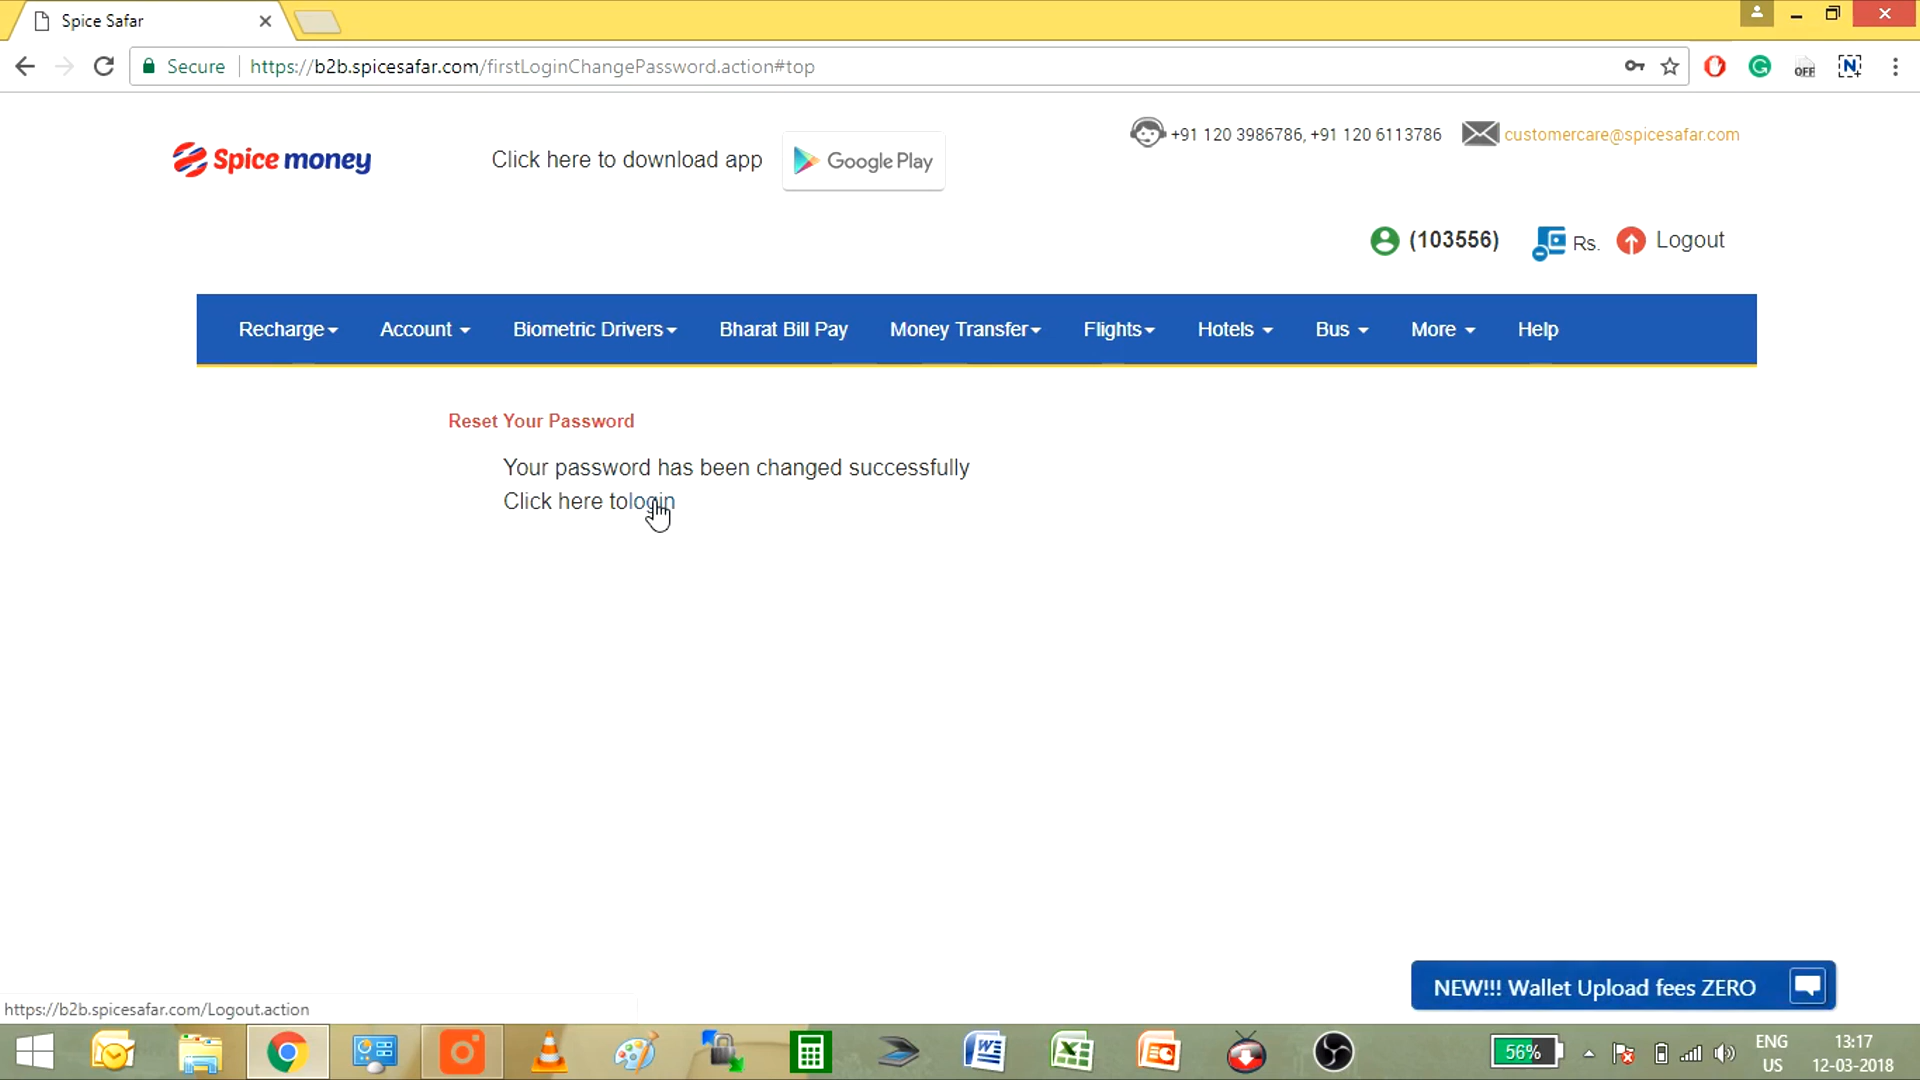 Spice Safar
Secure https://b2b.spicesafar.com/firstLoginChangePassword.action#top
OFF
N
Spice money
Click here to download app
Google Play
+91 120 3986786, +91 120 6113786
customercare@spicesafar.com
(103556)
Rs.
Logout
Recharge Account Biometric Drivers Bharat Bill Pay Money Transfer Flights Hotels Bus More Help
Reset Your Password
Your password has been changed successfully
Click here tologin
NEW!!! Wallet Upload fees ZERO
https://b2b.spicesafar.com/Logout.action
56%
ENG
US
13:17
12-03-2018